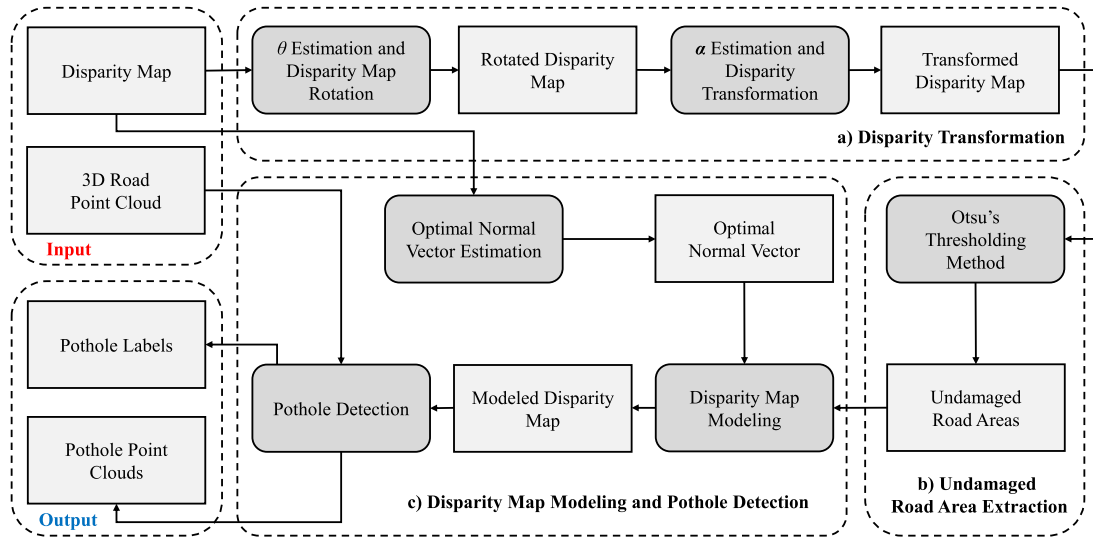 Disparity Map
3D Road
Point Cloud
Input
θ Estimation and
Disparity Map
Rotation
Rotated Disparity
Map
α Estimation and
Disparity
Transformation
Transformed
Disparity Map
a) Disparity Transformation
Optimal Normal
Vector Estimation
Optimal
Normal Vector
Otsu's
Thresholding
Method
Pothole Labels
Pothole Point
Clouds
Output
Pothole Detection
Modeled Disparity
Map
Disparity Map
Modeling
Undamaged
Road Areas
c) Disparity Map Modeling and Pothole Detection
b) Undamaged
Road Area Extraction